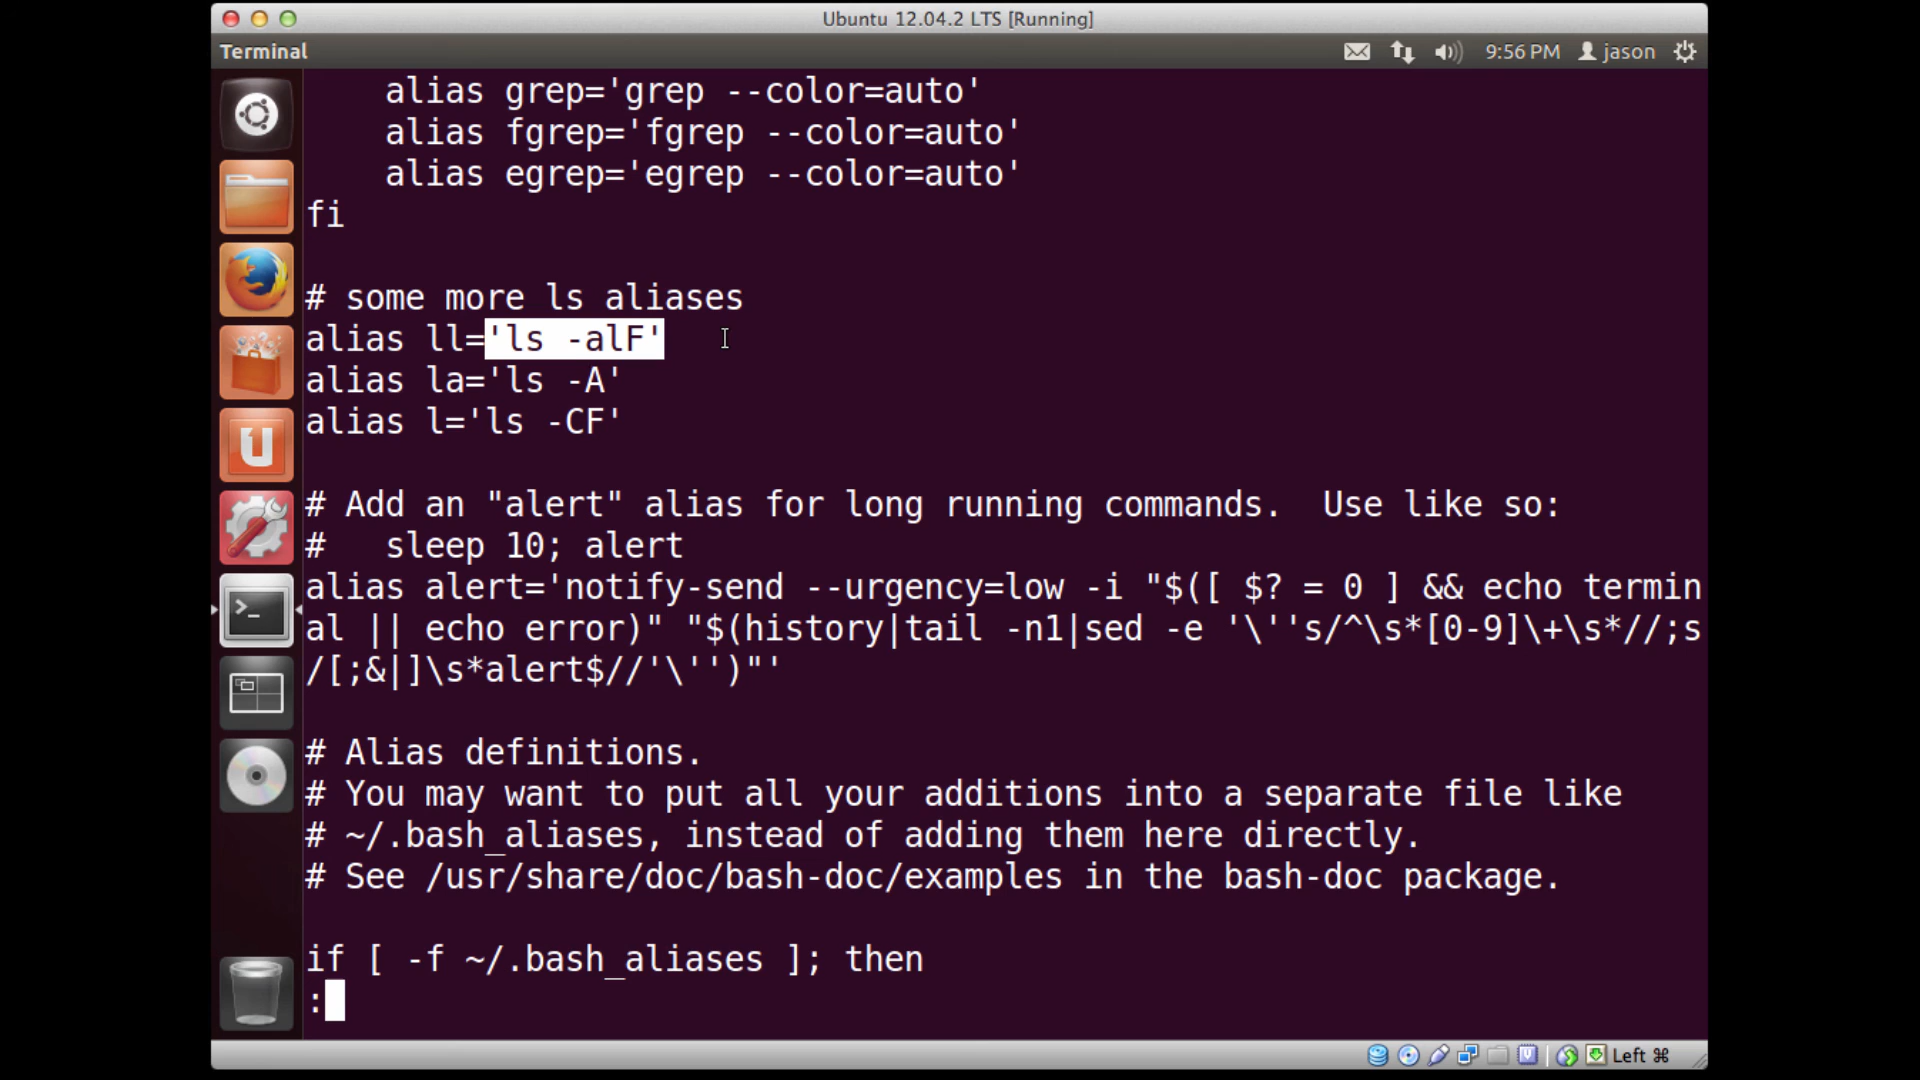 Ubuntu 12.04.2 LTS [Running]
Terminal
9:56 PM
jason
alias grep='grep --color=auto'
alias fgrep='fgrep --color=auto'
alias egrep='egrep --color=auto'
fi
# some more ls aliases
alias ll='ls -alF'
alias la='ls -A'
alias l='ls -CF'
# Add an "alert" alias for long running commands.  Use like so:
#   sleep 10; alert
alias alert='notify-send --urgency=low -i "$([ $? = 0 ] && echo termin
al || echo error)" "$(history|tail -n1|sed -e '\''s/^\s*[0-9]\+\s*//;s
/[;&|]\s*alert$//'\'')"'
# Alias definitions.
# You may want to put all your additions into a separate file like
# ~/.bash_aliases, instead of adding them here directly.
# See /usr/share/doc/bash-doc/examples in the bash-doc package.
if [ -f ~/.bash_aliases ]; then
:
Left ⌘